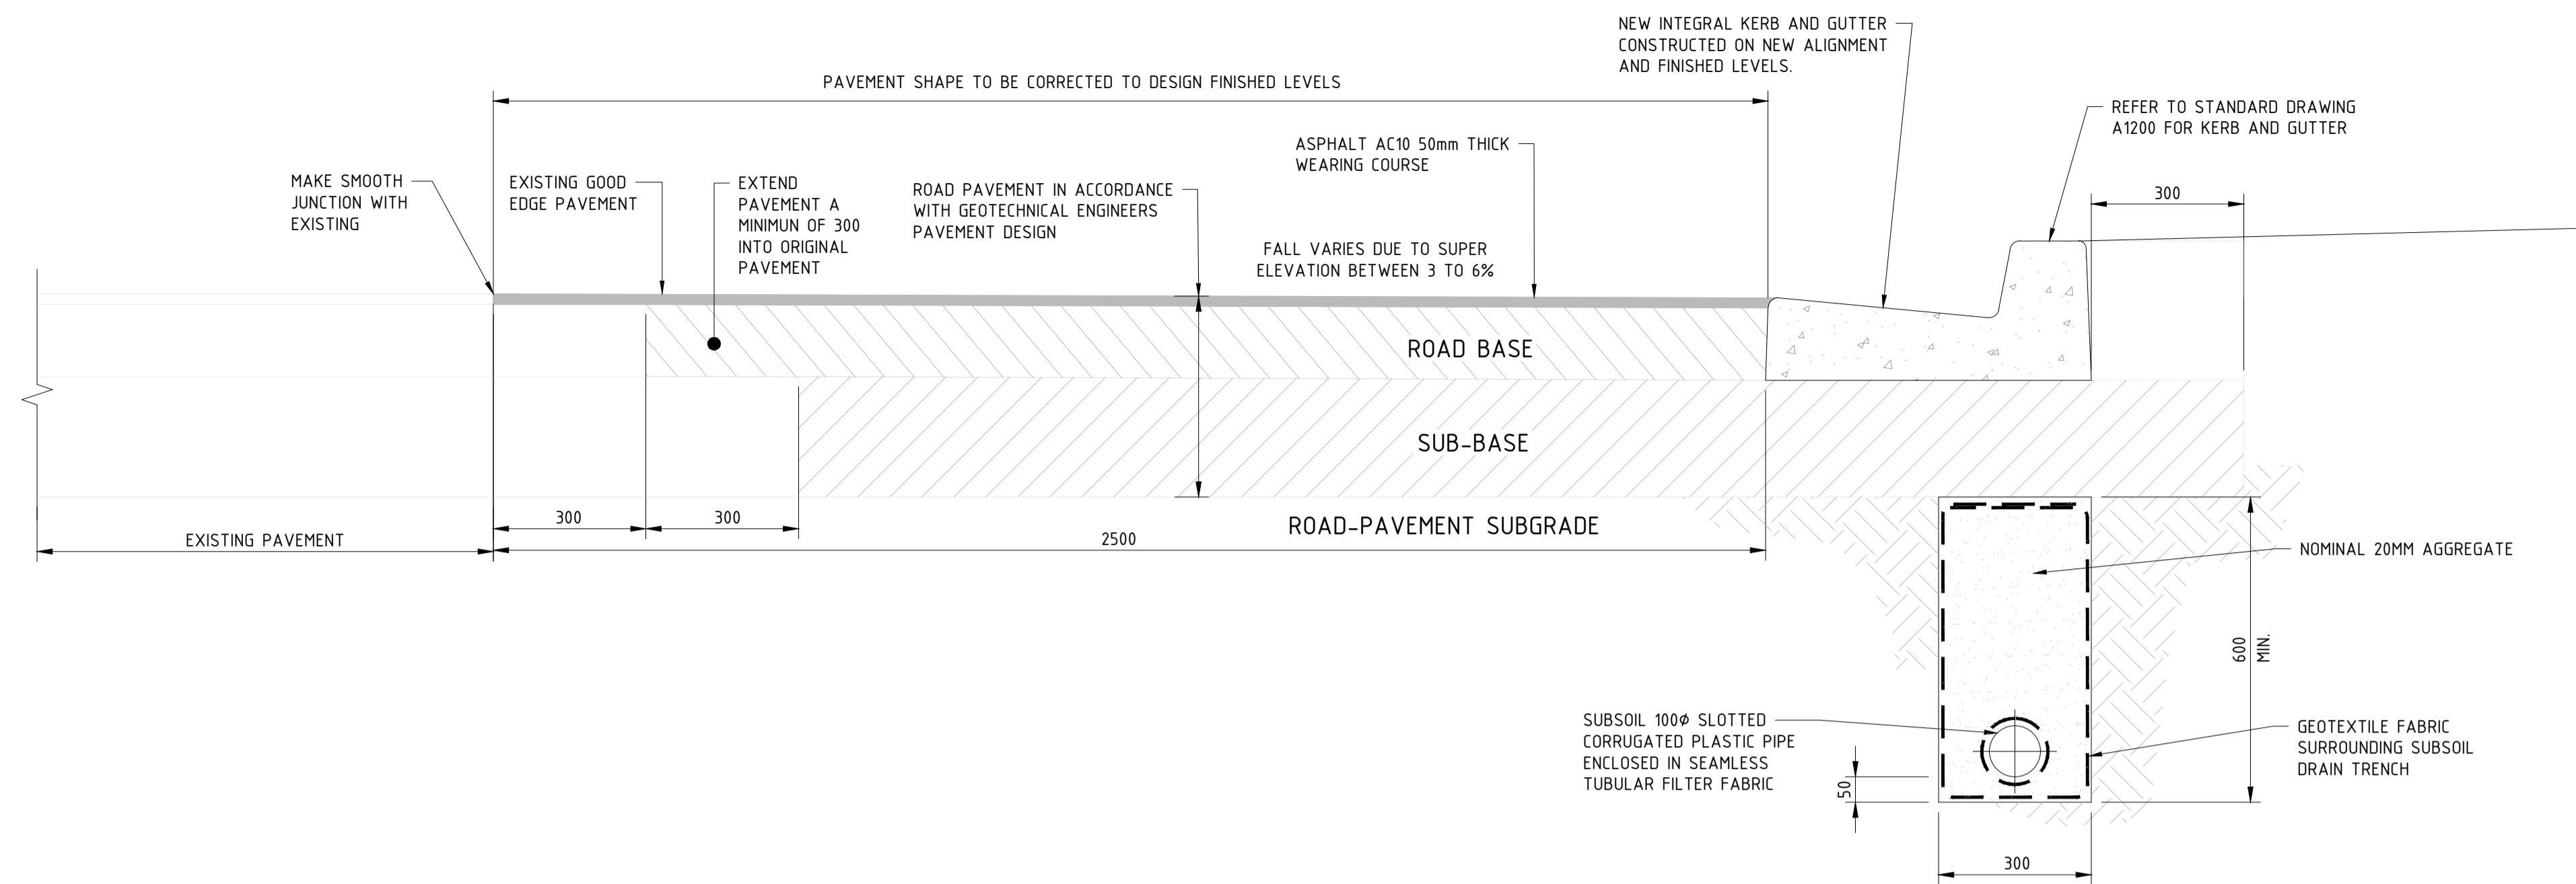 NEW INTEGRAL KERB AND GUTTER
CONSTRUCTED ON NEW ALIGNMENT
AND FINISHED LEVELS.
PAVEMENT SHAPE TO BE CORRECTED TO DESIGN FINISHED LEVELS
REFER TO STANDARD DRAWING
A1200 FOR KERB AND GUTTER
MAKE SMOOTH
JUNCTION WITH
EXISTING
EXISTING GOOD
EDGE PAVEMENT
EXTEND
PAVEMENT A
MINIMUN OF 300
INTO ORIGINAL
PAVEMENT
ROAD PAVEMENT IN ACCORDANCE
WITH GEOTECHNICAL ENGINEERS
PAVEMENT DESIGN
ASPHALT AC10 50mm THICK
WEARING COURSE
FALL VARIES DUE TO SUPER
ELEVATION BETWEEN 3 TO 6%
300
ROAD BASE
SUB-BASE
ROAD-PAVEMENT SUBGRADE
300
300
2500
EXISTING PAVEMENT
NOMINAL 20MM AGGREGATE
600
MIN.
SUBSOIL 100Ø SLOTTED
CORRUGATED PLASTIC PIPE
ENCLOSED IN SEAMLESS
TUBULAR FILTER FABRIC
50
GEOTEXTILE FABRIC
SURROUNDING SUBSOIL
DRAIN TRENCH
300